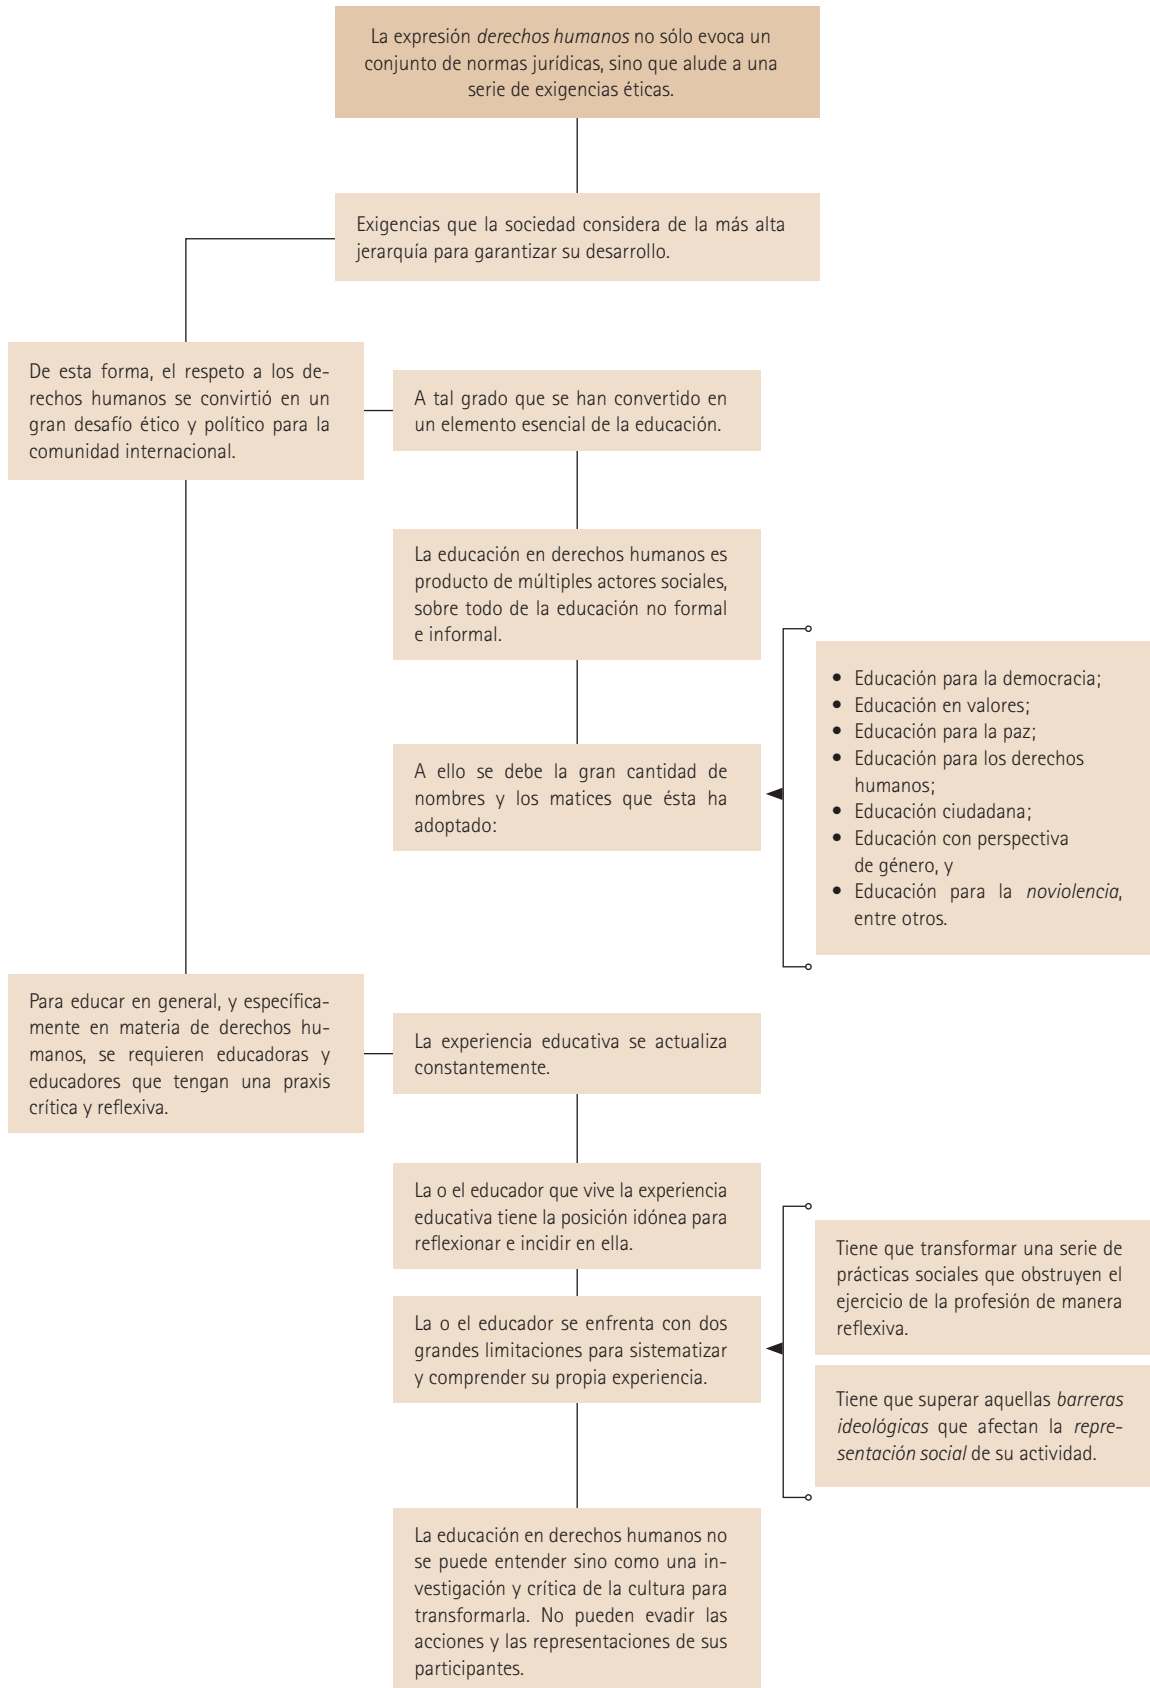 La expresión derechos humanos no sólo evoca un
conjunto de normas jurídicas, sino que alude a una
serie de exigencias éticas.
Exigencias que la sociedad considera de la más alta
jerarquía para garantizar su desarrollo.
De esta forma, el respeto a los de-
rechos humanos se convirtió en un
gran desafío ético y político para la
comunidad internacional.
A tal grado que se han convertido en
un elemento esencial de la educación.
La educación en derechos humanos es
producto de múltiples actores sociales,
sobre todo de la educación no formal
e informal.
A ello se debe la gran cantidad de
nombres y los matices que ésta ha
adoptado:
• Educación para la democracia;
• Educación en valores;
• Educación para la paz;
• Educación para los derechos
humanos;
• Educación ciudadana;
• Educación con perspectiva
de género, y
• Educación para la noviolencia,
entre otros.
Para educar en general, y específica-
mente en materia de derechos hu-
manos, se requieren educadoras y
educadores que tengan una praxis
crítica y reflexiva.
La experiencia educativa se actualiza
constantemente.
La o el educador que vive la experiencia
educativa tiene la posición idónea para
reflexionar e incidir en ella.
La o el educador se enfrenta con dos
grandes limitaciones para sistematizar
y comprender su propia experiencia.
Tiene que transformar una serie de
prácticas sociales que obstruyen el
ejercicio de la profesión de manera
reflexiva.
Tiene que superar aquellas barreras
ideológicas que afectan la repre-
sentación social de su actividad.
La educación en derechos humanos no
se puede entender sino como una in-
vestigación y crítica de la cultura para
transformarla. No pueden evadir las
acciones y las representaciones de sus
participantes.